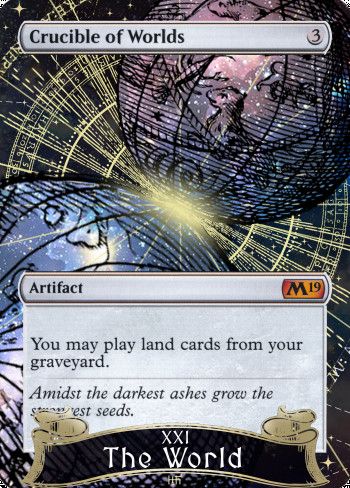 Crucible of Worlds 3
Artifact M19
You may play land cards from your
graveyard.
Amidst the darkest ashes grow the
seeds.
XXI
The World